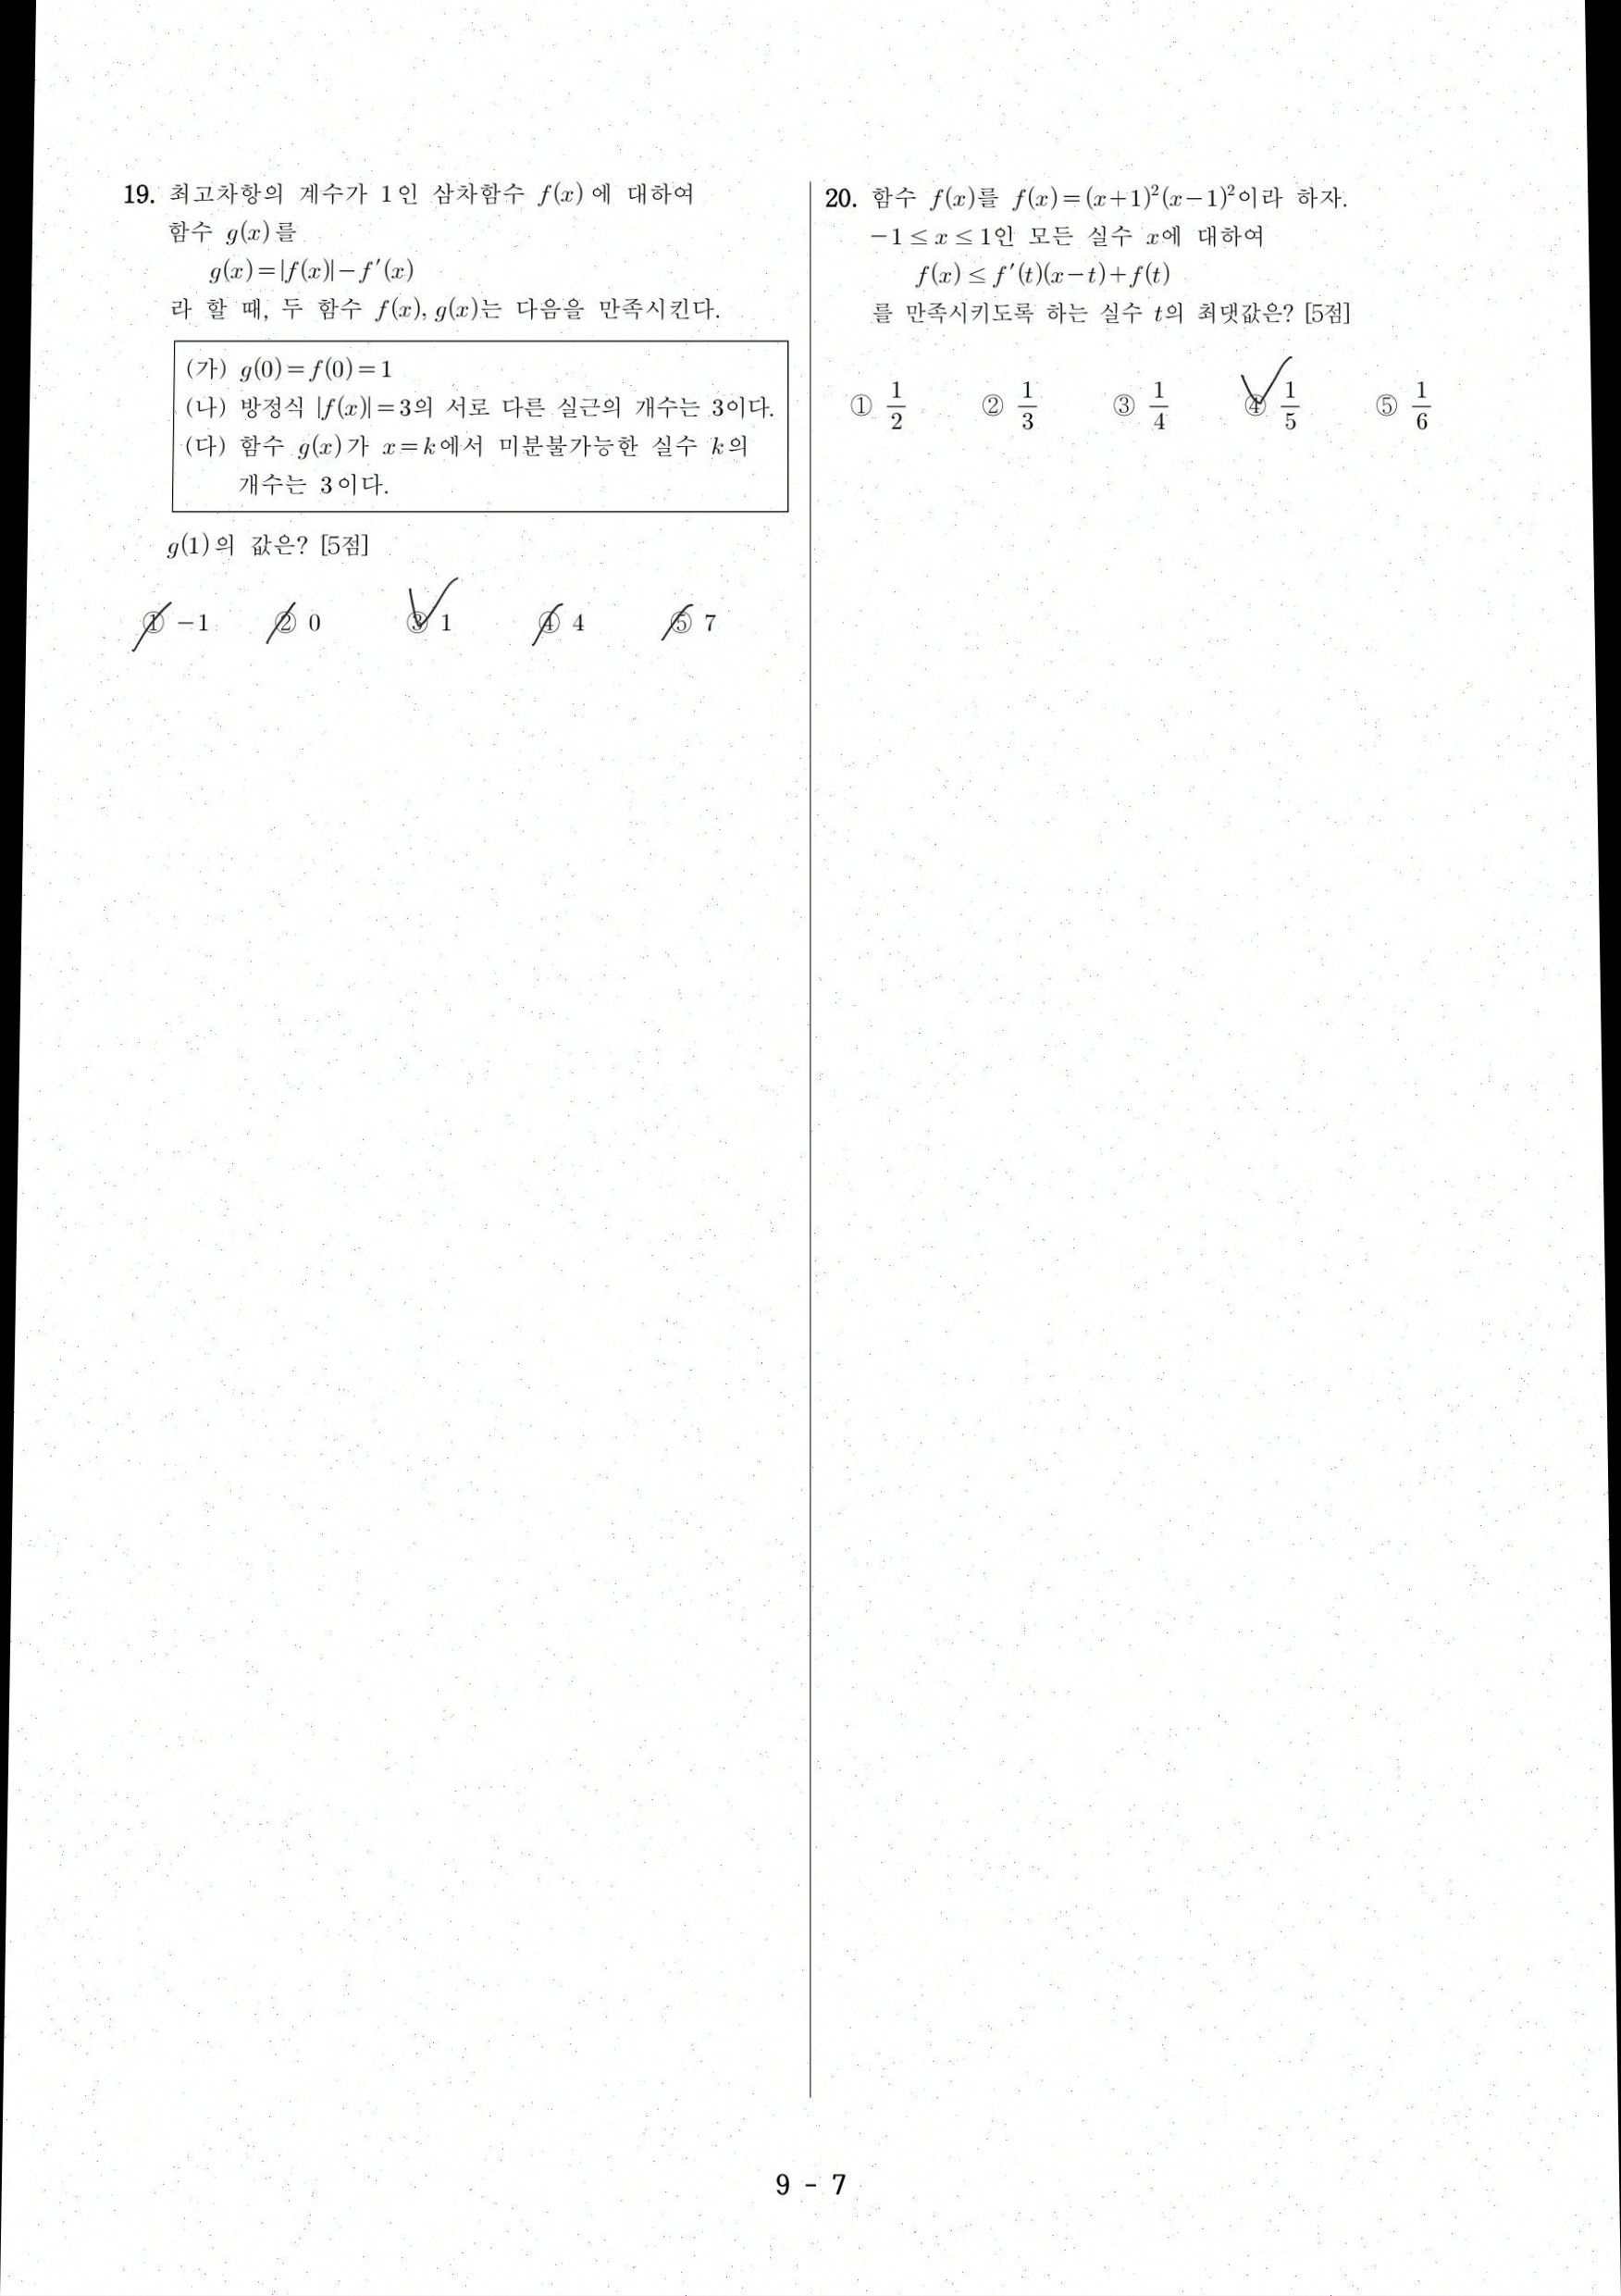 19. 최고차항의 계수가 1인 삼차함수 f(x)에 대하여
함수 g(x)를
g(x)=|f(x)|-f′(x)
라 할 때, 두 함수 f(x), g(x)는 다음을 만족시킨다.
(가) g(0)=f(0)=1
(나) 방정식 |f(x)|=3의 서로 다른 실근의 개수는 3이다.
(다) 함수 g(x)가 x=k에서 미분불가능한 실수 k의
개수는 3이다.
g(1)의 값은? [5점]
① -1 ② 0 ③ 1 ④ 4 ⑤ 7
20. 함수 f(x)를 f(x)=(x+1)²(x-1)²이라 하자.
-1≤x≤1인 모든 실수 x에 대하여
f(x)≤f′(t)(x-t)+f(t)
를 만족시키도록 하는 실수 t의 최댓값은? [5점]
① 1/2 ② 1/3 ③ 1/4 ④ 1/5 ⑤ 1/6
9 - 7